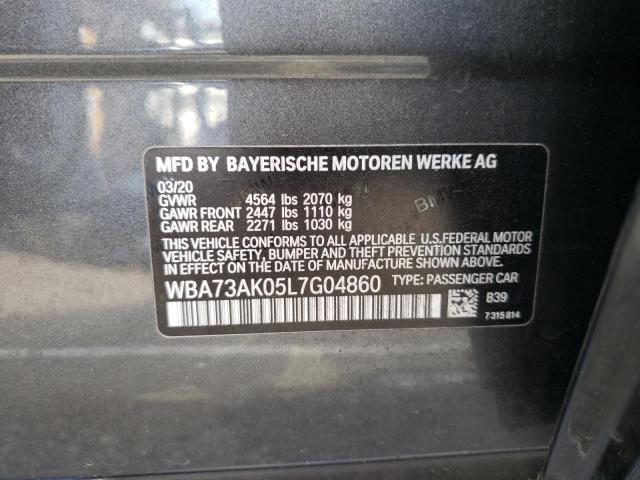 MFD BY BAYERISCHE MOTOREN WERKE AG
03/20
GVWR 4564 lbs 2070 kg
GAWR FRONT 2447 lbs 1110 kg
GAWR REAR 2271 lbs 1030 kg
THIS VEHICLE CONFORMS TO ALL APPLICABLE U.S.FEDERAL MOTOR
VEHICLE SAFETY, BUMPER AND THEFT PREVENTION STANDARDS
IN EFFECT ON THE DATE OF MANUFACTURE SHOWN ABOVE.
WBA73AK05L7G04860 TYPE: PASSENGER CAR
B39
7315814